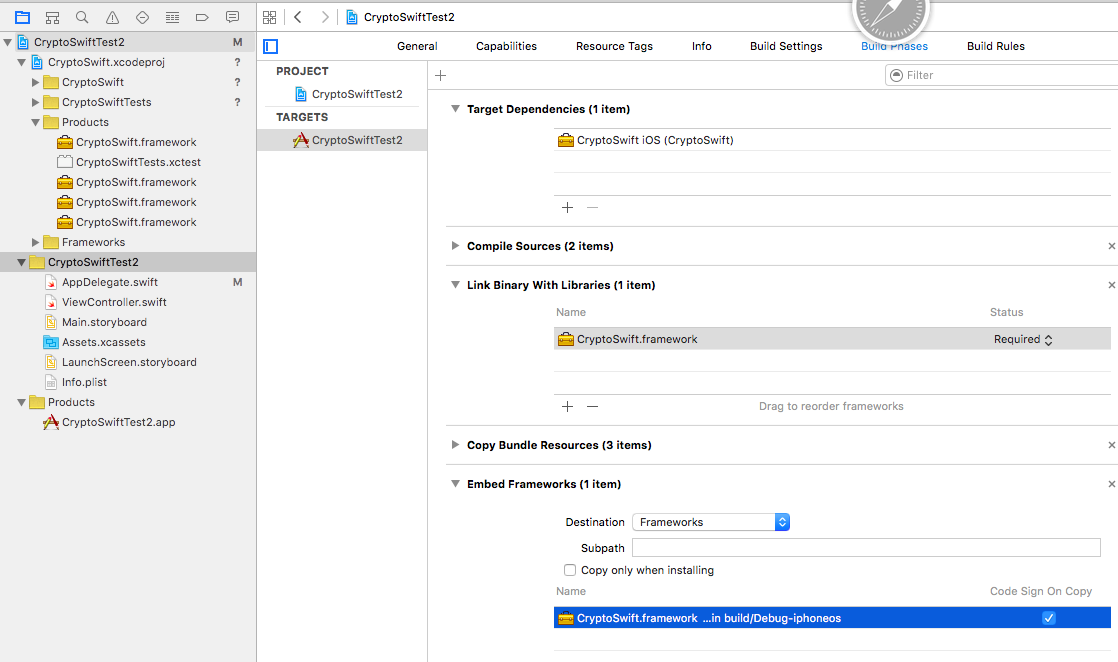 CryptoSwiftTest2
CryptoSwiftTest2 M
CryptoSwift.xcodeproj ?
CryptoSwift ?
CryptoSwiftTests ?
Products
CryptoSwift.framework
CryptoSwiftTests.xctest
CryptoSwift.framework
CryptoSwift.framework
CryptoSwift.framework
Frameworks
CryptoSwiftTest2
AppDelegate.swift M
ViewController.swift
Main.storyboard
Assets.xcassets
LaunchScreen.storyboard
Info.plist
Products
CryptoSwiftTest2.app
General Capabilities Resource Tags Info Build Settings Build Phases Build Rules
PROJECT
CryptoSwiftTest2
TARGETS
CryptoSwiftTest2
Filter
Target Dependencies (1 item)
CryptoSwift iOS (CryptoSwift)
Compile Sources (2 items)
Link Binary With Libraries (1 item)
Name Status
CryptoSwift.framework Required
Drag to reorder frameworks
Copy Bundle Resources (3 items)
Embed Frameworks (1 item)
Destination Frameworks
Subpath
Copy only when installing
Name Code Sign On Copy
CryptoSwift.framework ...in build/Debug-iphoneos